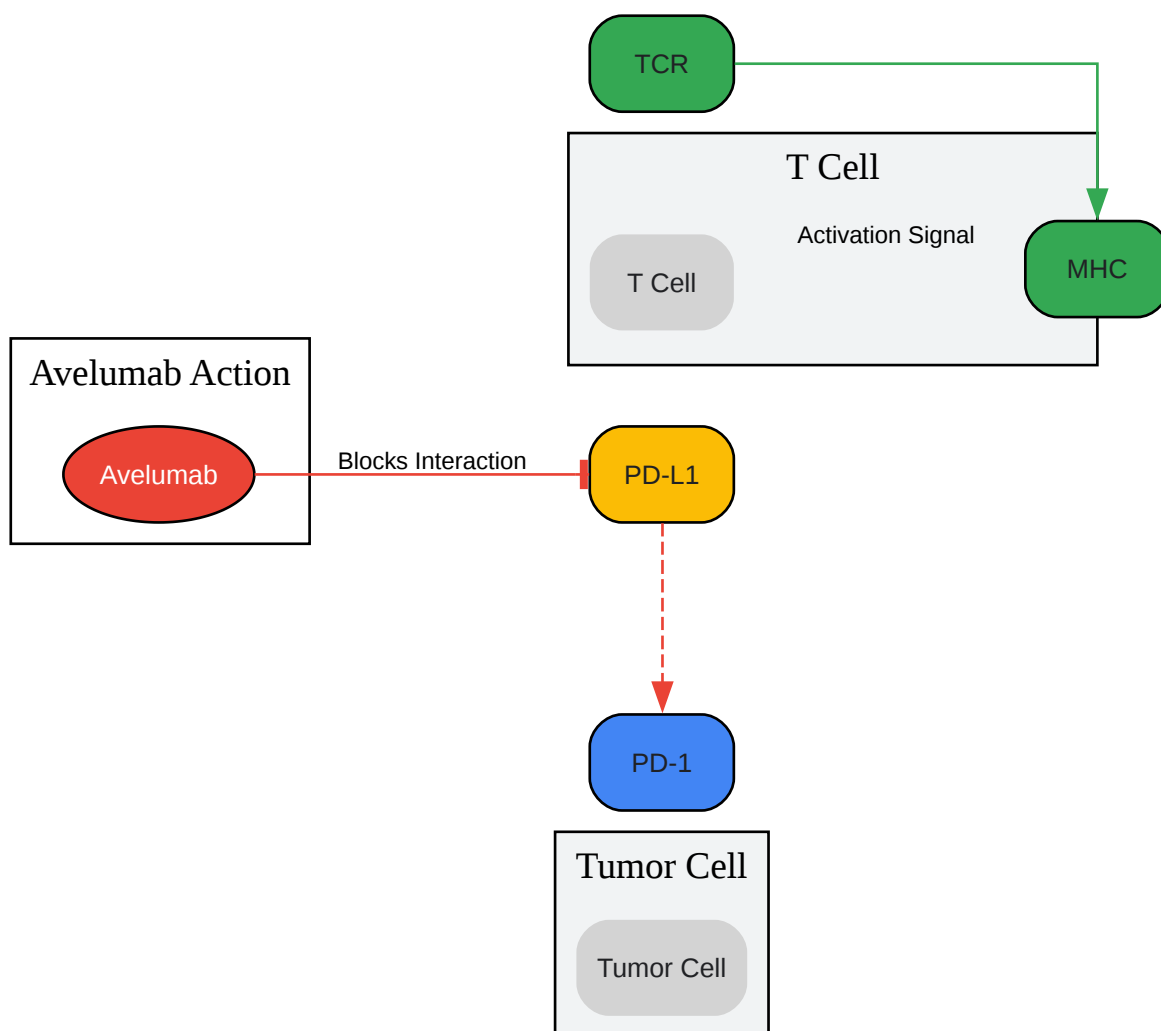 TCR
T Cell
Activation Signal
MHC
T Cell
Avelumab Action
Avelumab
Blocks Interaction
PD-L1
PD-1
Tumor Cell
Tumor Cell